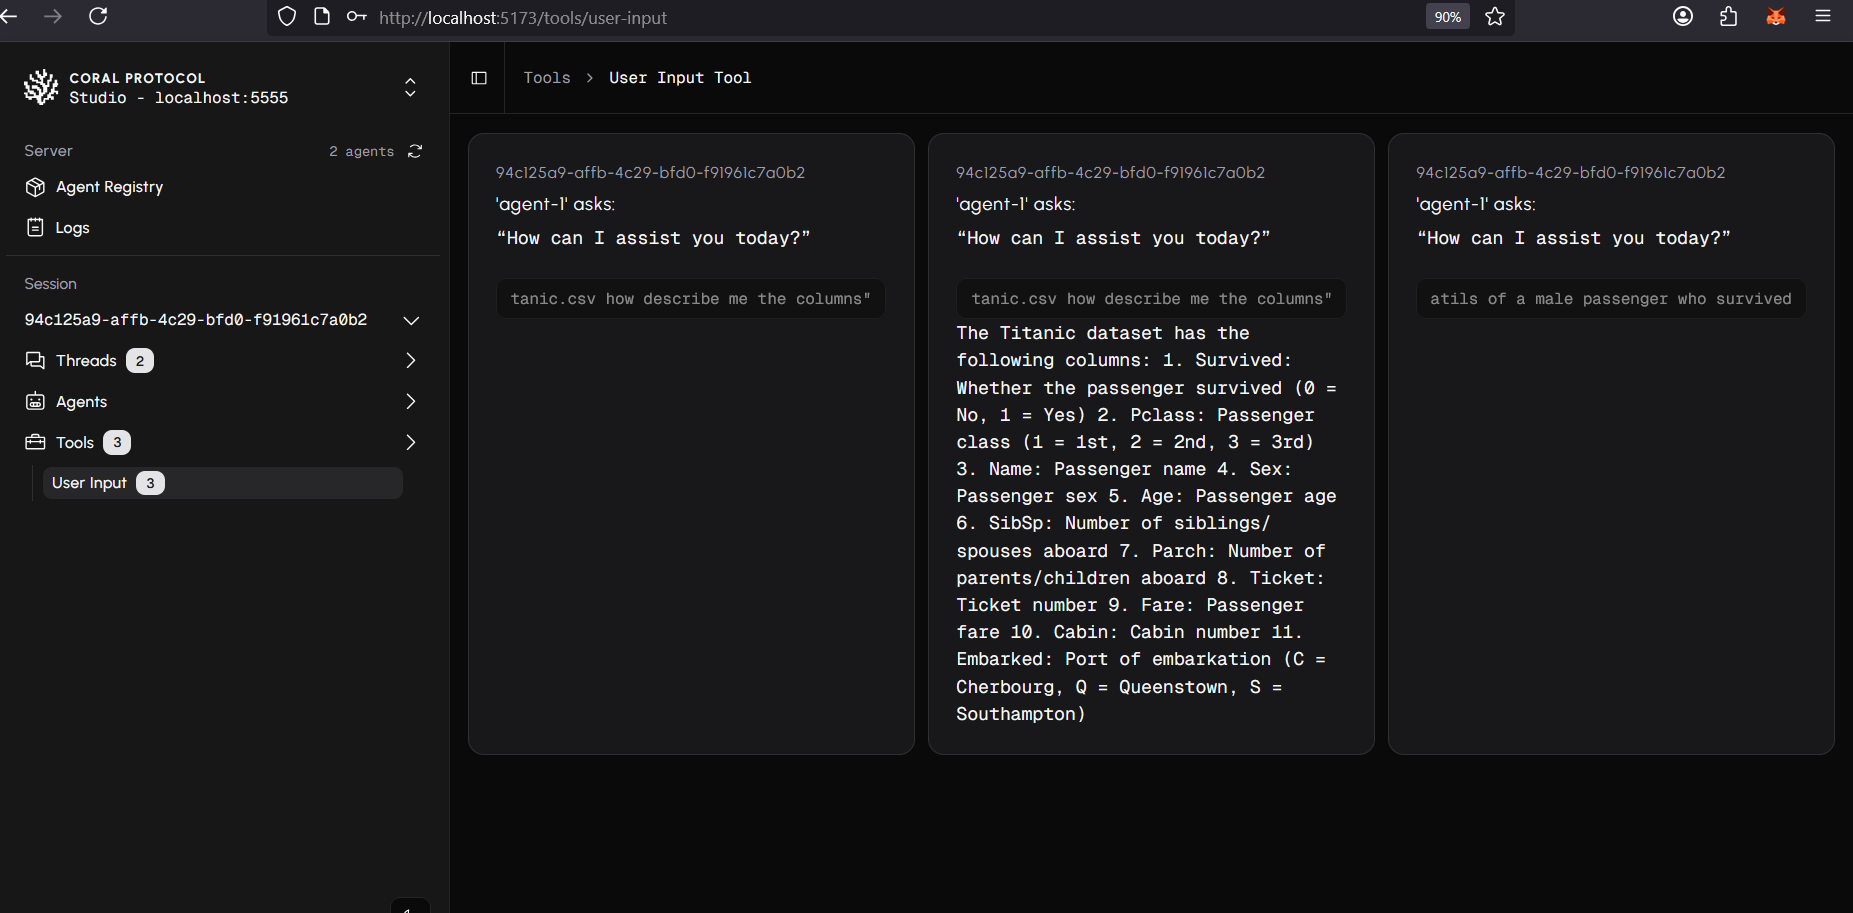 http://localhost:5173/tools/user-input
90%
CORAL PROTOCOL
Studio - localhost:5555
Server
2 agents
Agent Registry
Logs
Session
94c125a9-affb-4c29-bfd0-f91961c7a0b2
Threads 2
Agents
Tools 3
User Input 3
Tools > User Input Tool
94c125a9-affb-4c29-bfd0-f91961c7a0b2
'agent-1' asks:
“How can I assist you today?”
tanic.csv how describe me the columns"
94c125a9-affb-4c29-bfd0-f91961c7a0b2
'agent-1' asks:
“How can I assist you today?”
tanic.csv how describe me the columns"
The Titanic dataset has the
following columns: 1. Survived:
Whether the passenger survived (0 =
No, 1 = Yes) 2. Pclass: Passenger
class (1 = 1st, 2 = 2nd, 3 = 3rd)
3. Name: Passenger name 4. Sex:
Passenger sex 5. Age: Passenger age
6. SibSp: Number of siblings/
spouses aboard 7. Parch: Number of
parents/children aboard 8. Ticket:
Ticket number 9. Fare: Passenger
fare 10. Cabin: Cabin number 11.
Embarked: Port of embarkation (C =
Cherbourg, Q = Queenstown, S =
Southampton)
94c125a9-affb-4c29-bfd0-f91961c7a0b2
'agent-1' asks:
“How can I assist you today?”
atils of a male passenger who survived